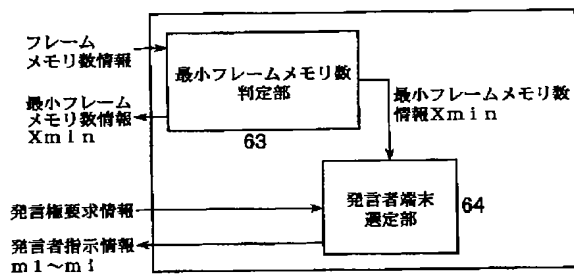 フレーム
メモリ数情報
最小フレーム
メモリ数情報
Xmin
最小フレームメモリ数
判定部
63
最小フレームメモリ数
情報Xmin
発言権要求情報
発言者指示情報
m1~mi
発言者端末
選定部
64